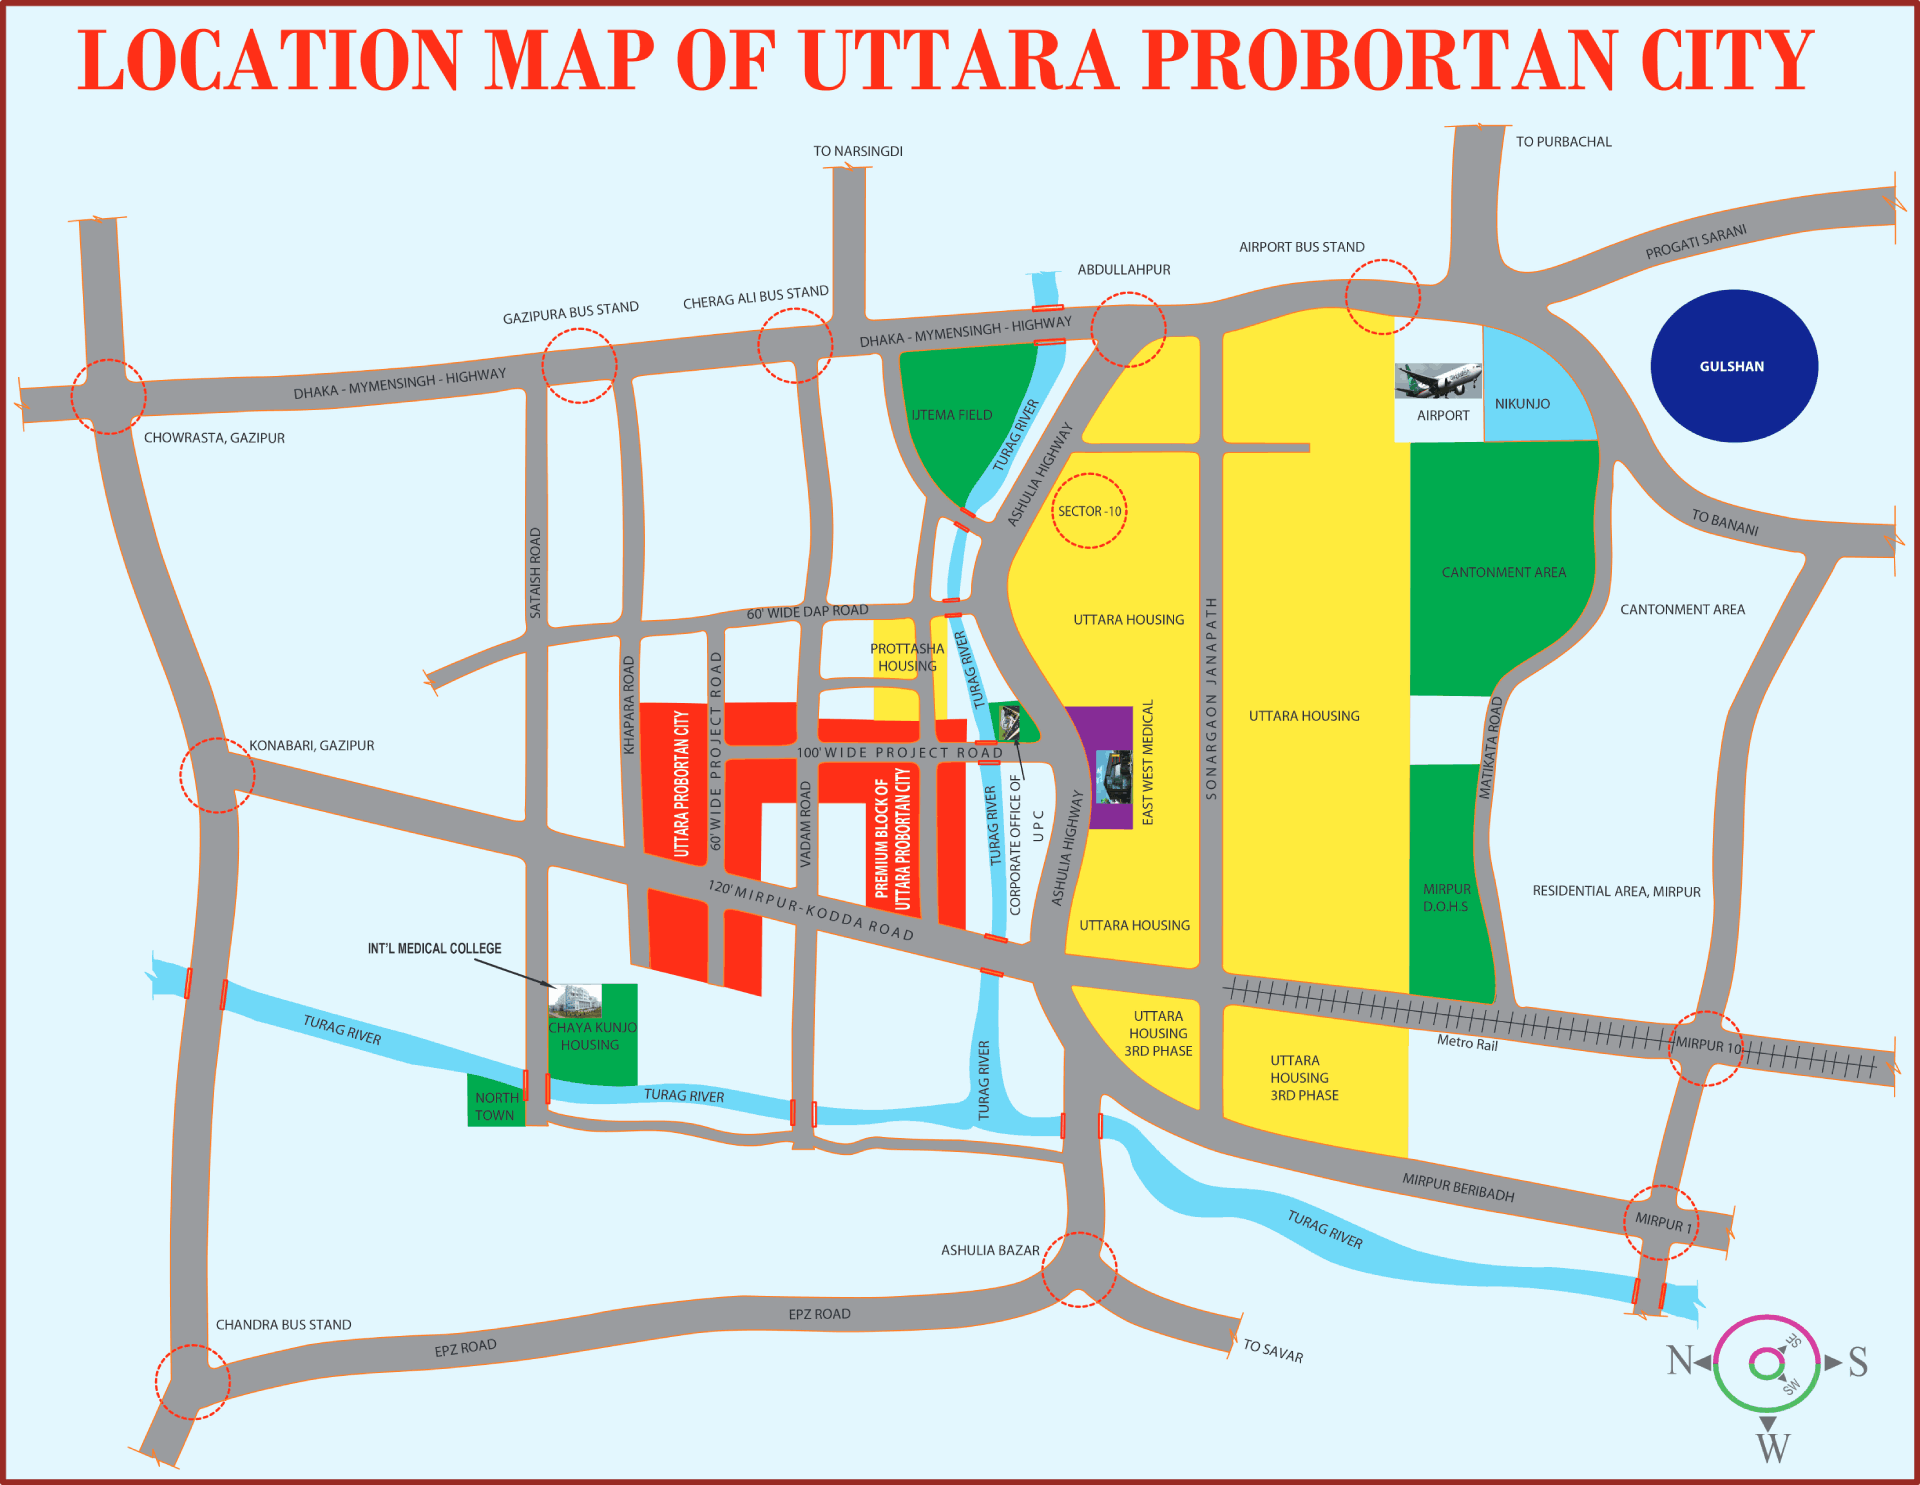 LOCATION MAP OF UTTARA PROBORTAN CITY
TO PURBACHAL
TO NARSINGDI
PROGATI SARANI
AIRPORT BUS STAND
ABDULLAHPUR
CHERAG ALI BUS STAND
GAZIPURA BUS STAND
DHAKA - MYMENSINGH - HIGHWAY
DHAKA - MYMENSINGH - HIGHWAY
GULSHAN
NIKUNJO
AIRPORT
IJTEMA FIELD
TURAG RIVER
ASHULIA HIGHWAY
CHOWRASTA, GAZIPUR
SECTOR -10
TO BANANI
SATAISH ROAD
CANTONMENT AREA
CANTONMENT AREA
60' WIDE DAP ROAD
UTTARA HOUSING
SONARGAON JANAPATH
PROTTASHA
HOUSING
TURAG RIVER
KHAPARA ROAD
UTTARA PROBORTAN CITY
60' WIDE PROJECT ROAD
UTTARA HOUSING
EAST WEST MEDICAL
MATIKATA ROAD
KONABARI, GAZIPUR
100' WIDE PROJECT ROAD
VADAM ROAD
PREMIUM BLOCK OF
UTTARA PROBORTAN CITY
TURAG RIVER
CORPORATE OFFICE OF
U P C
ASHULIA HIGHWAY
MIRPUR
D.O.H.S
RESIDENTIAL AREA, MIRPUR
120' MIRPUR-KODDA ROAD
UTTARA HOUSING
INT'L MEDICAL COLLEGE
CHAYA KUNJO
HOUSING
TURAG RIVER
UTTARA
HOUSING
3RD PHASE
Metro Rail
MIRPUR 10
UTTARA
HOUSING
3RD PHASE
TURAG RIVER
TURAG RIVER
NORTH
TOWN
MIRPUR BERIBADH
MIRPUR 1
TURAG RIVER
ASHULIA BAZAR
EPZ ROAD
CHANDRA BUS STAND
EPZ ROAD
TO SAVAR
SE
N
S
SW
W